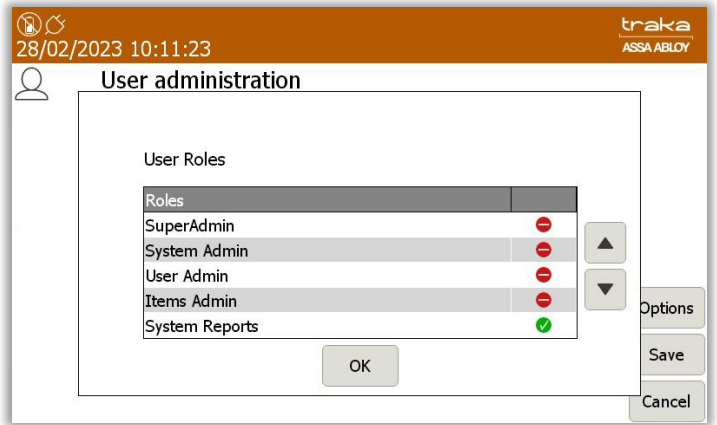 traka
28/02/2023 10:11:23
ASSA ABLOY
User administration
User Roles
Roles
SuperAdmin
System Admin
User Admin
Items Admin
System Reports
Options
Save
OK
Cancel